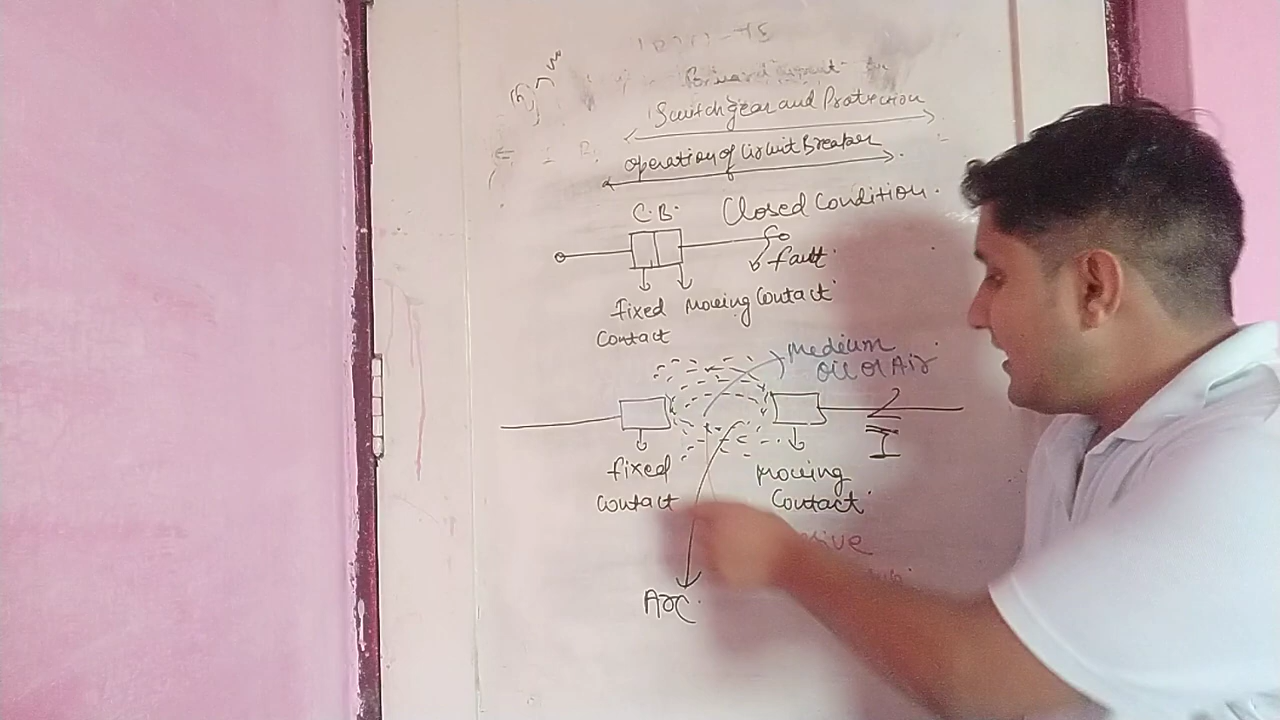 Switchgear and Protection
operation of Circuit Breaker
C.B. Closed Condition.
fault.
fixed Moving Contact
Contact
Medium
oil or Air
I
fixed Moving
Contact Contact
Arc.